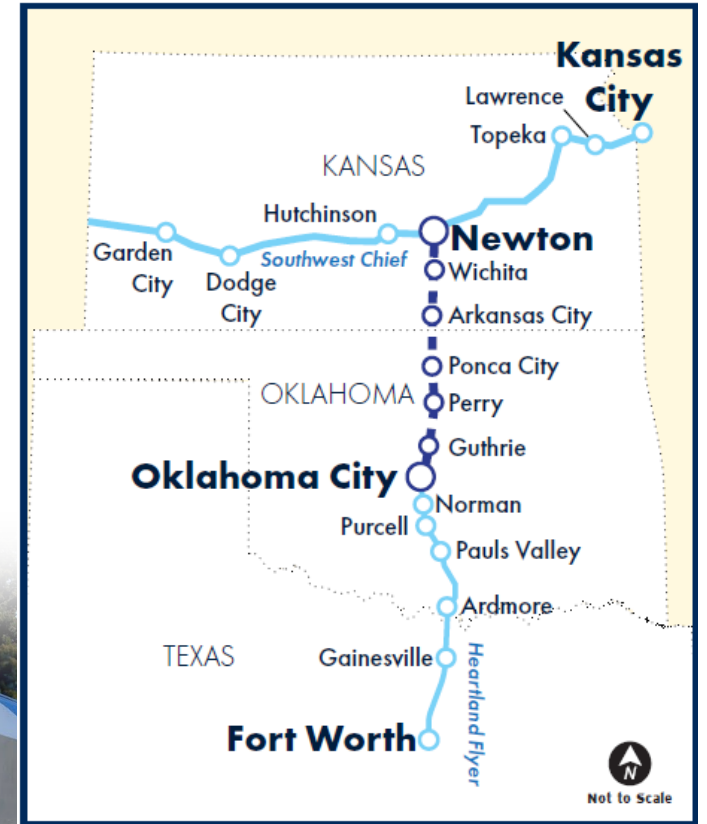 Kansas
City
Lawrence
Topeka
KANSAS
Hutchinson
Newton
Garden
City
Southwest Chief
Dodge
City
Wichita
Arkansas City
Ponca City
OKLAHOMA
Perry
Guthrie
Oklahoma City
Norman
Purcell
Pauls Valley
Ardmore
TEXAS
Gainesville
Heartland Flyer
Fort Worth
N
Not to Scale